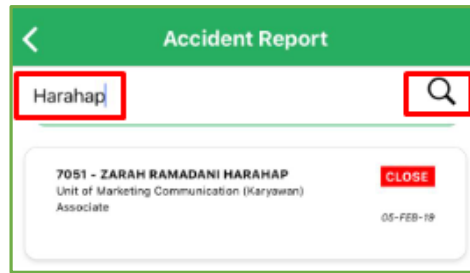 Accident Report
Harahap
7051 - ZARAH RAMADANI HARAHAP
CLOSE
Unit of Marketing Communication (Karyawan)
Associate
05-FEB-19